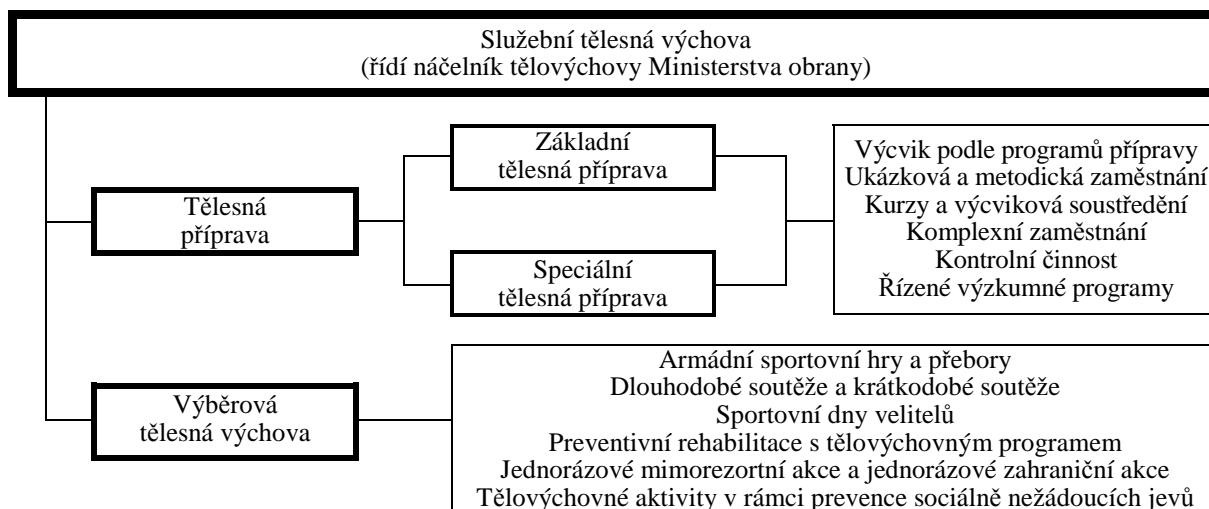 Služební tělesná výchova
(řídí náčelník tělovýchovy Ministerstva obrany)
Tělesná
příprava
Základní
tělesná příprava
Speciální
tělesná příprava
Výcvik podle programů přípravy
Ukázková a metodická zaměstnání
Kurzy a výcviková soustředění
Komplexní zaměstnání
Kontrolní činnost
Řízené výzkumné programy
Výběrová
tělesná výchova
Armádní sportovní hry a přebory
Dlouhodobé soutěže a krátkodobé soutěže
Sportovní dny velitelů
Preventivní rehabilitace s tělovýchovným programem
Jednorázové mimorezortní akce a jednorázové zahraniční akce
Tělovýchovné aktivity v rámci prevence sociálně nežádoucích jevů